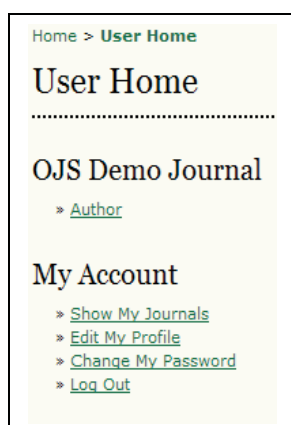 Home > User Home
User Home
OJS Demo Journal
» Author
My Account
» Show My Journals
» Edit My Profile
» Change My Password
» Log Out